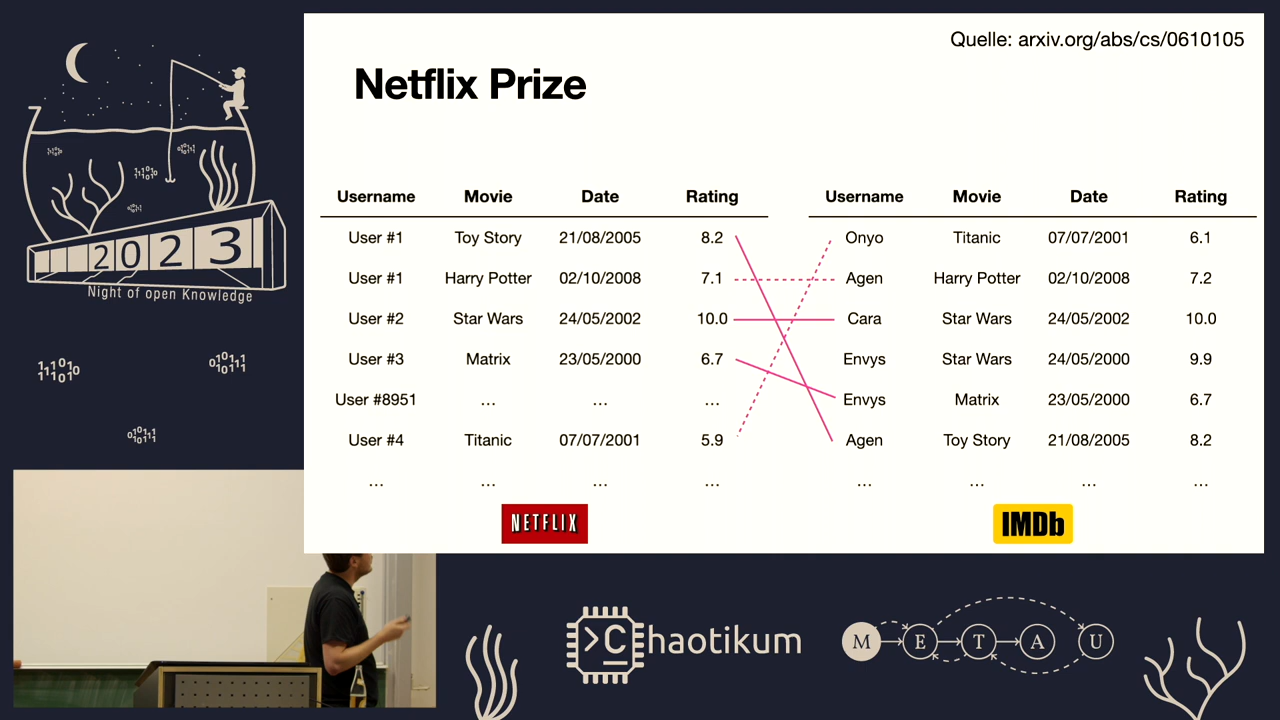 Quelle: arxiv.org/abs/cs/0610105
Netflix Prize
Username Movie Date Rating Username Movie Date Rating
User #1 Toy Story 21/08/2005 8.2 Onyo Titanic 07/07/2001 6.1
User #1 Harry Potter 02/10/2008 7.1 Agen Harry Potter 02/10/2008 7.2
User #2 Star Wars 24/05/2002 10.0 Cara Star Wars 24/05/2002 10.0
User #3 Matrix 23/05/2000 6.7 Envys Star Wars 24/05/2000 9.9
User #8951 ... ... ... Envys Matrix 23/05/2000 6.7
User #4 Titanic 07/07/2001 5.9 Agen Toy Story 21/08/2005 8.2
... ... ... ... ... ... ... ...
NETFLIX IMDb
2023
Night of open Knowledge
>C_haotikum
M E T A U